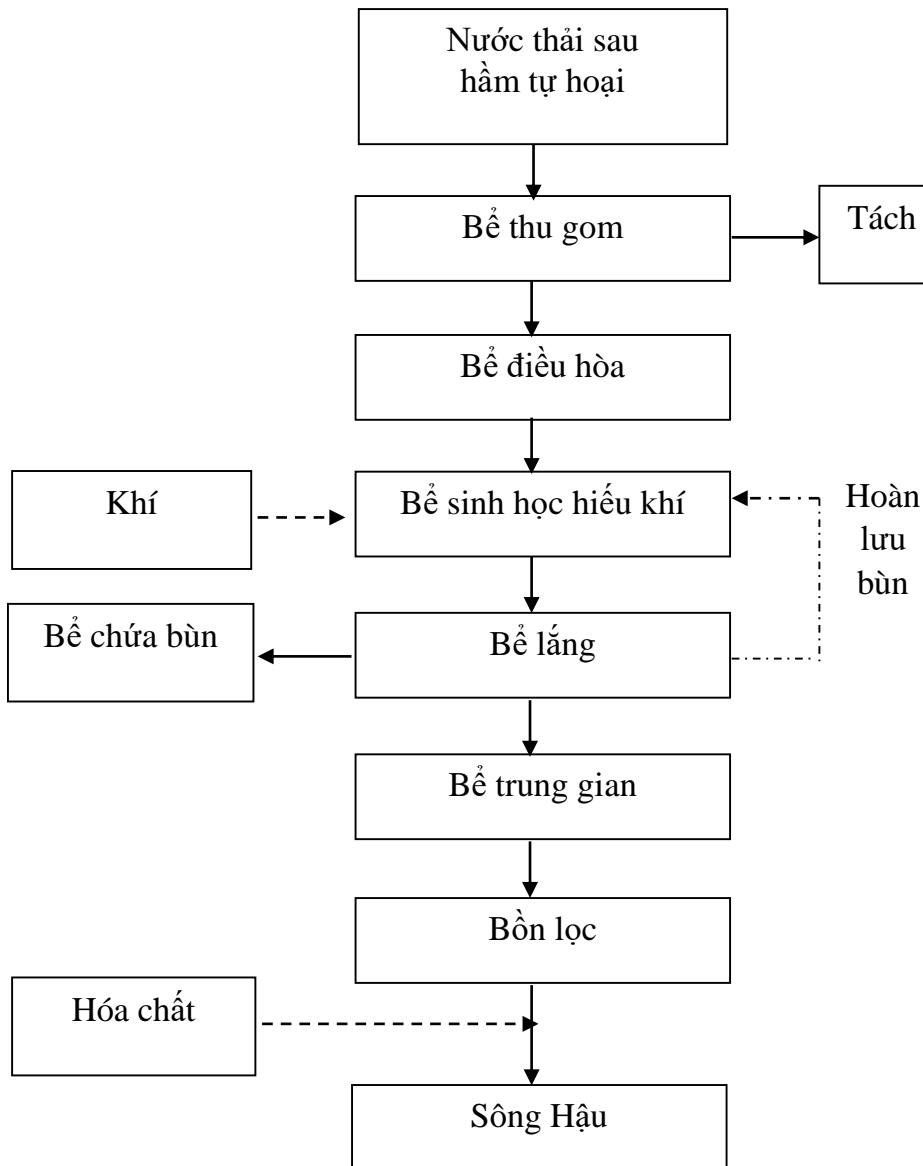 Nước thải sau
hầm tự hoại
Bể thu gom
Tách
Bể điều hòa
Khí
Bể sinh học hiếu khí
Hoàn
lưu
bùn
Bể chứa bùn
Bể lắng
Bể trung gian
Bồn lọc
Hóa chất
Sông Hậu